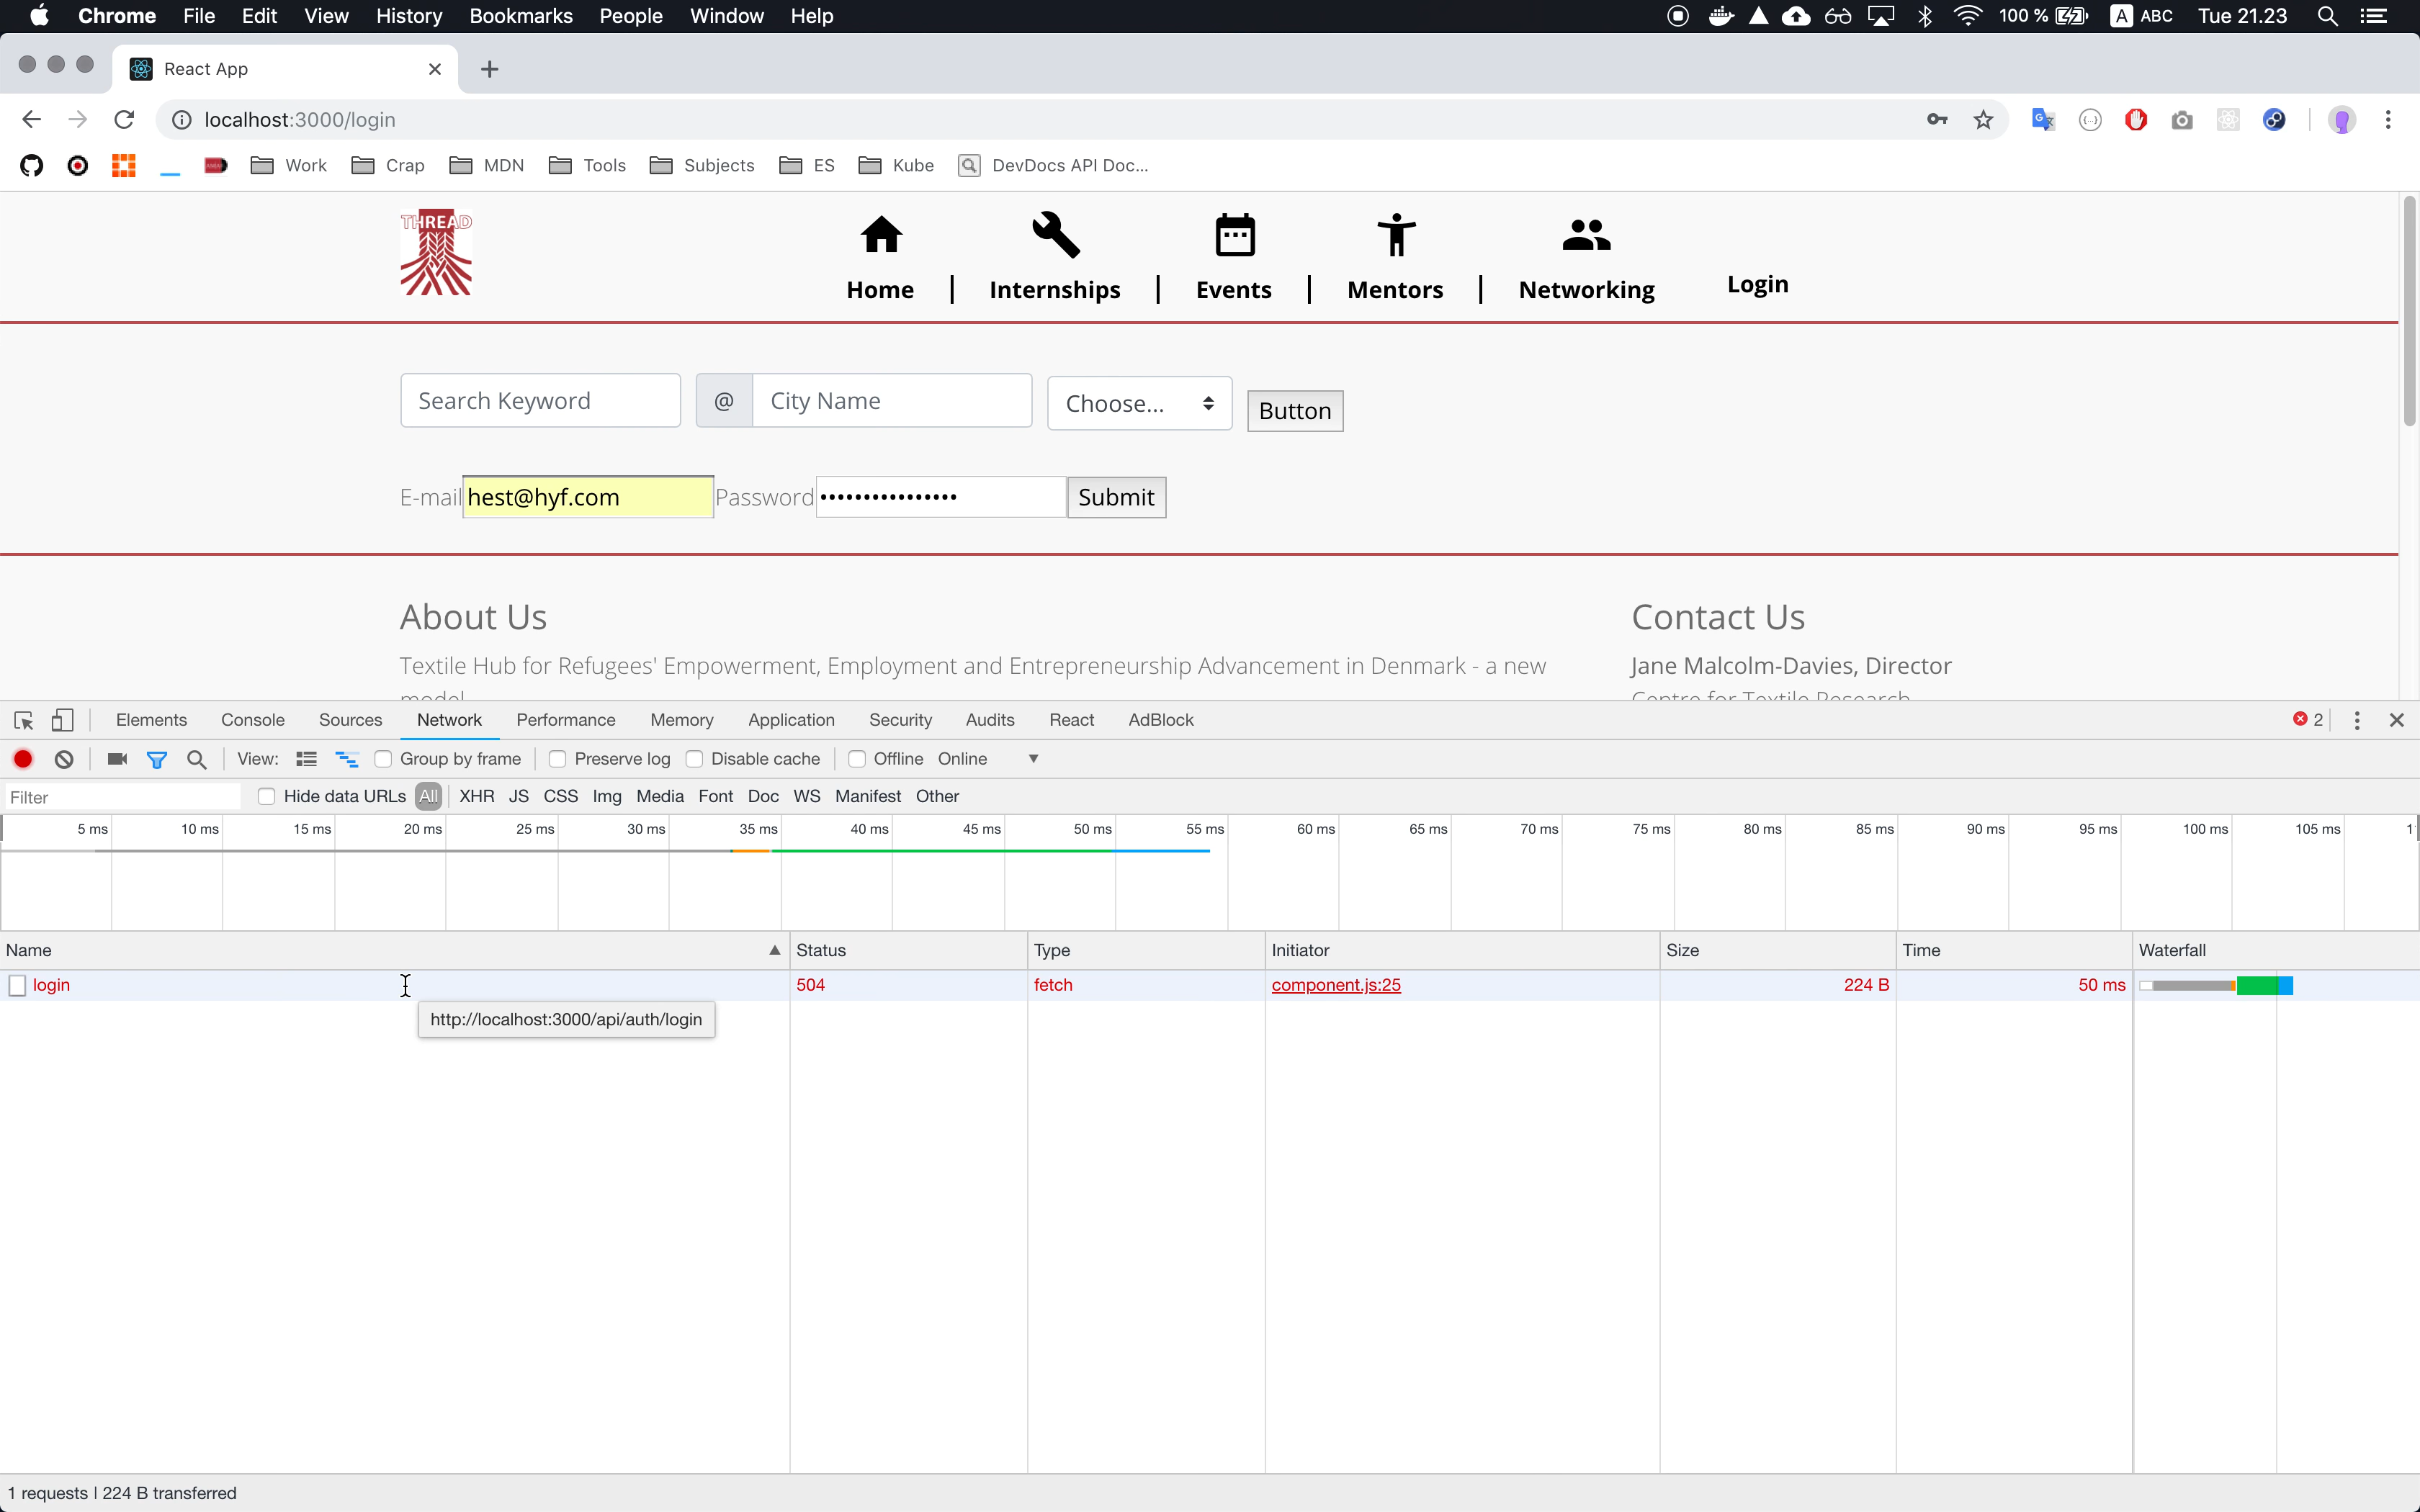 Chrome File Edit View History Bookmarks People Window Help 100 % A ABC Tue 21.23
React App
localhost:3000/login
Work Crap MDN Tools Subjects ES Kube DevDocs API Doc...
THREAD
Home | Internships | Events | Mentors | Networking Login
Search Keyword @ City Name Choose... Button
E-mail hest@hyf.com Password •••••••••••••••• Submit
About Us Contact Us
Textile Hub for Refugees' Empowerment, Employment and Entrepreneurship Advancement in Denmark - a new Jane Malcolm-Davies, Director
model Centre for Textile Research
Elements Console Sources Network Performance Memory Application Security Audits React AdBlock 2
View: Group by frame Preserve log Disable cache Offline Online
Filter Hide data URLs All XHR JS CSS Img Media Font Doc WS Manifest Other
5 ms 10 ms 15 ms 20 ms 25 ms 30 ms 35 ms 40 ms 45 ms 50 ms 55 ms 60 ms 65 ms 70 ms 75 ms 80 ms 85 ms 90 ms 95 ms 100 ms 105 ms
Name Status Type Initiator Size Time Waterfall
login 504 fetch component.js:25 224 B 50 ms
http://localhost:3000/api/auth/login
1 requests | 224 B transferred